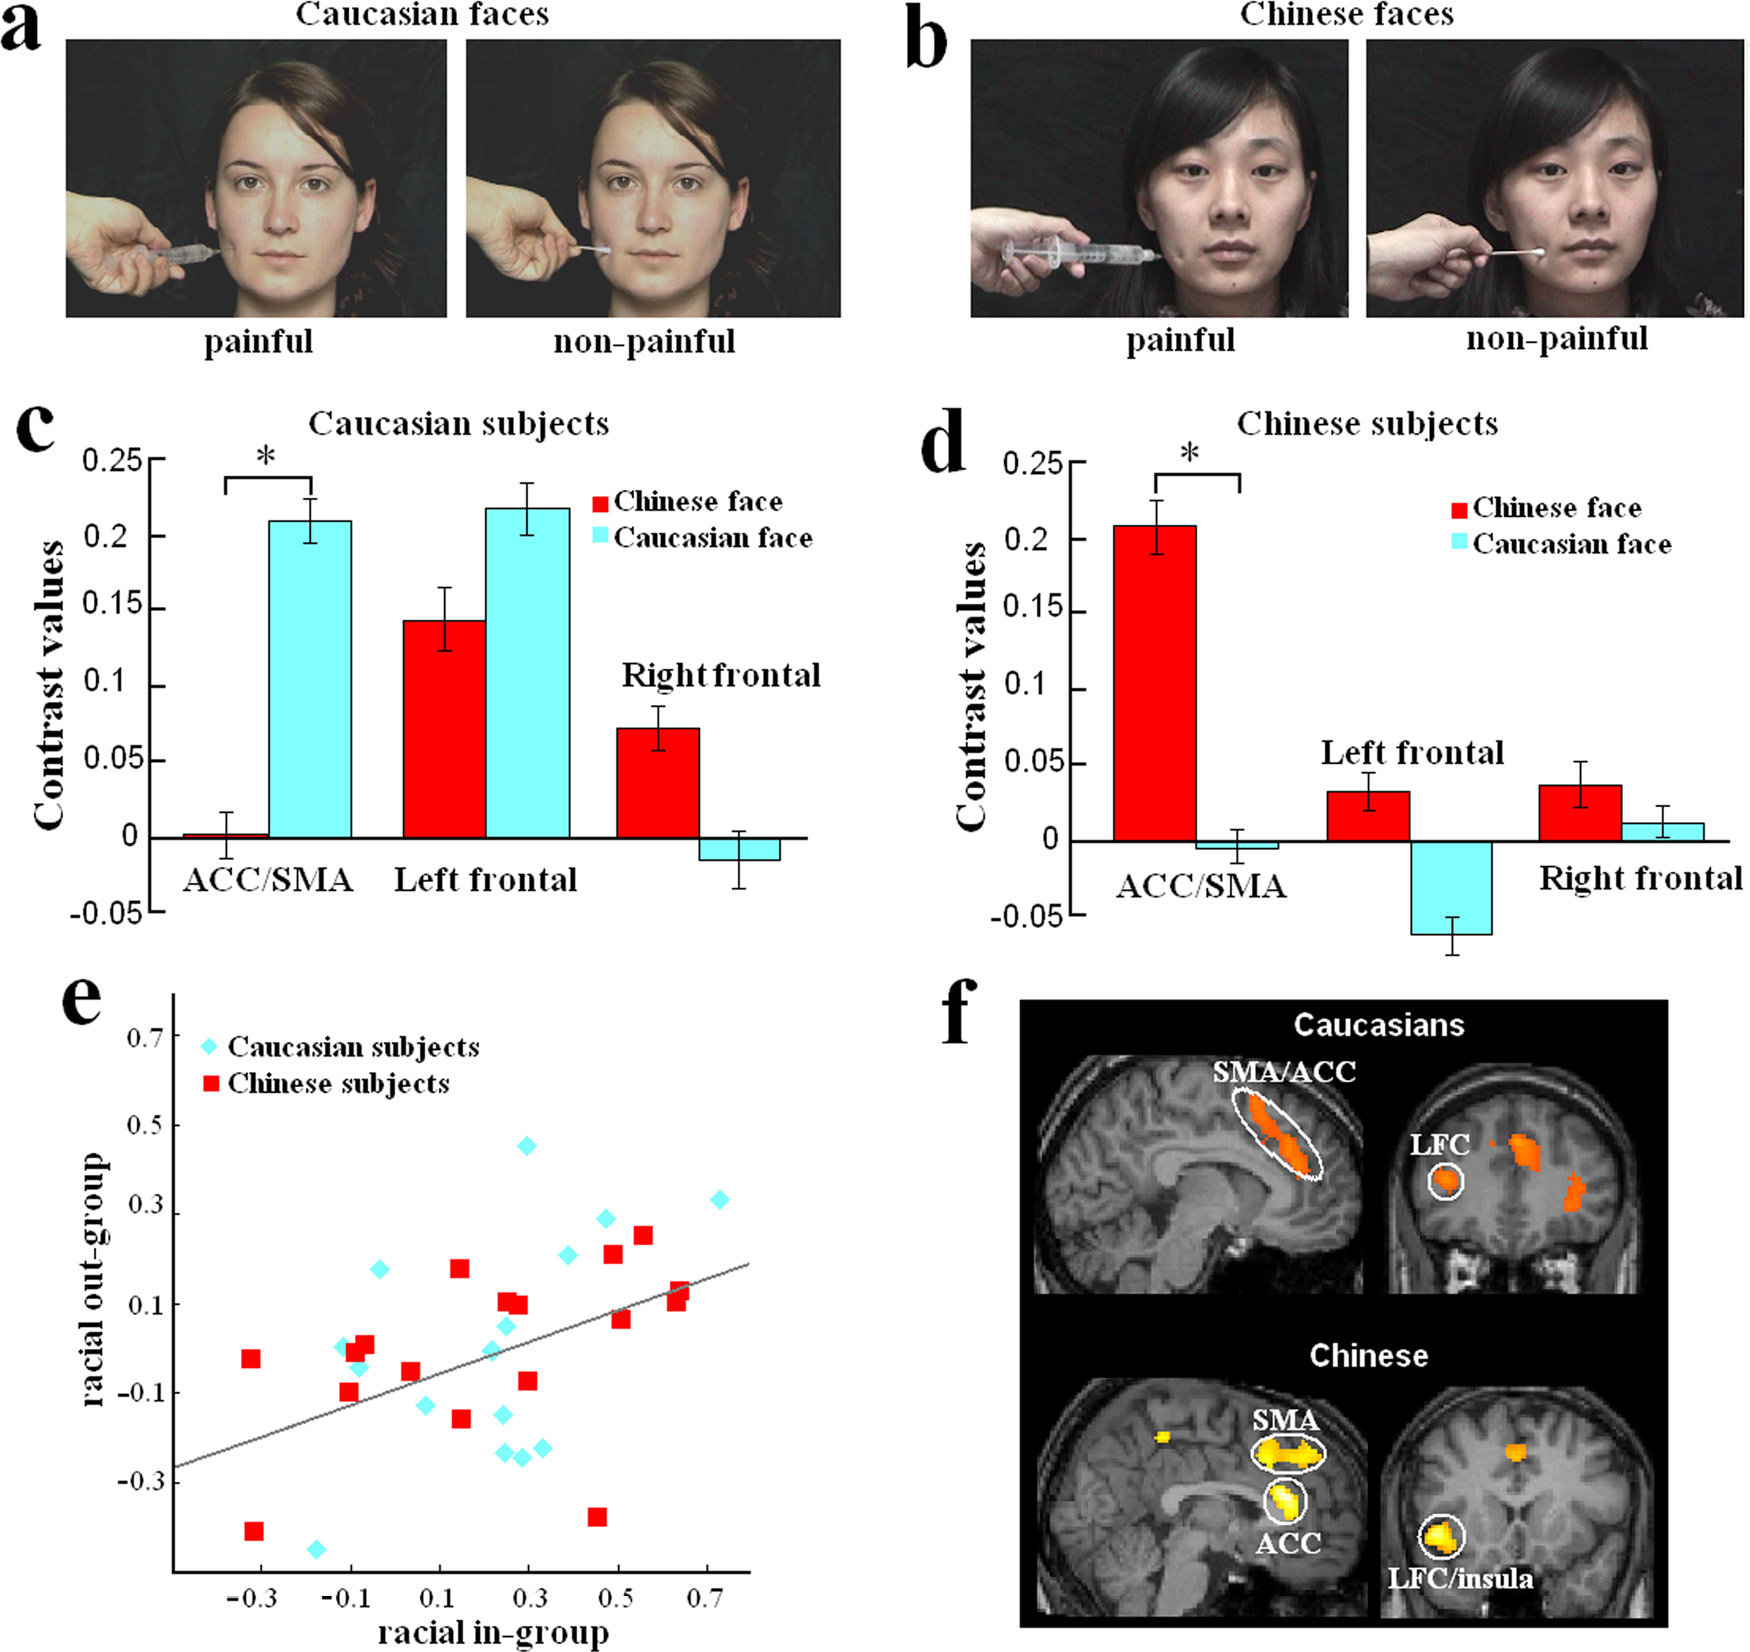 a
Caucasian faces
painful
non-painful
b
Chinese faces
painful
non-painful
c
Caucasian subjects
*
Chinese face
Caucasian face
Contrast values
0.25
0.2
0.15
0.1
0.05
0
-0.05
Right frontal
ACC/SMA
Left frontal
d
Chinese subjects
*
Chinese face
Caucasian face
Contrast values
0.25
0.2
0.15
0.1
0.05
0
-0.05
Left frontal
ACC/SMA
Right frontal
e
Caucasian subjects
Chinese subjects
racial out-group
0.7
0.5
0.3
0.1
−0.1
−0.3
−0.3
−0.1
0.1
0.3
0.5
0.7
racial in-group
f
Caucasians
SMA/ACC
LFC
Chinese
SMA
ACC
LFC/insula